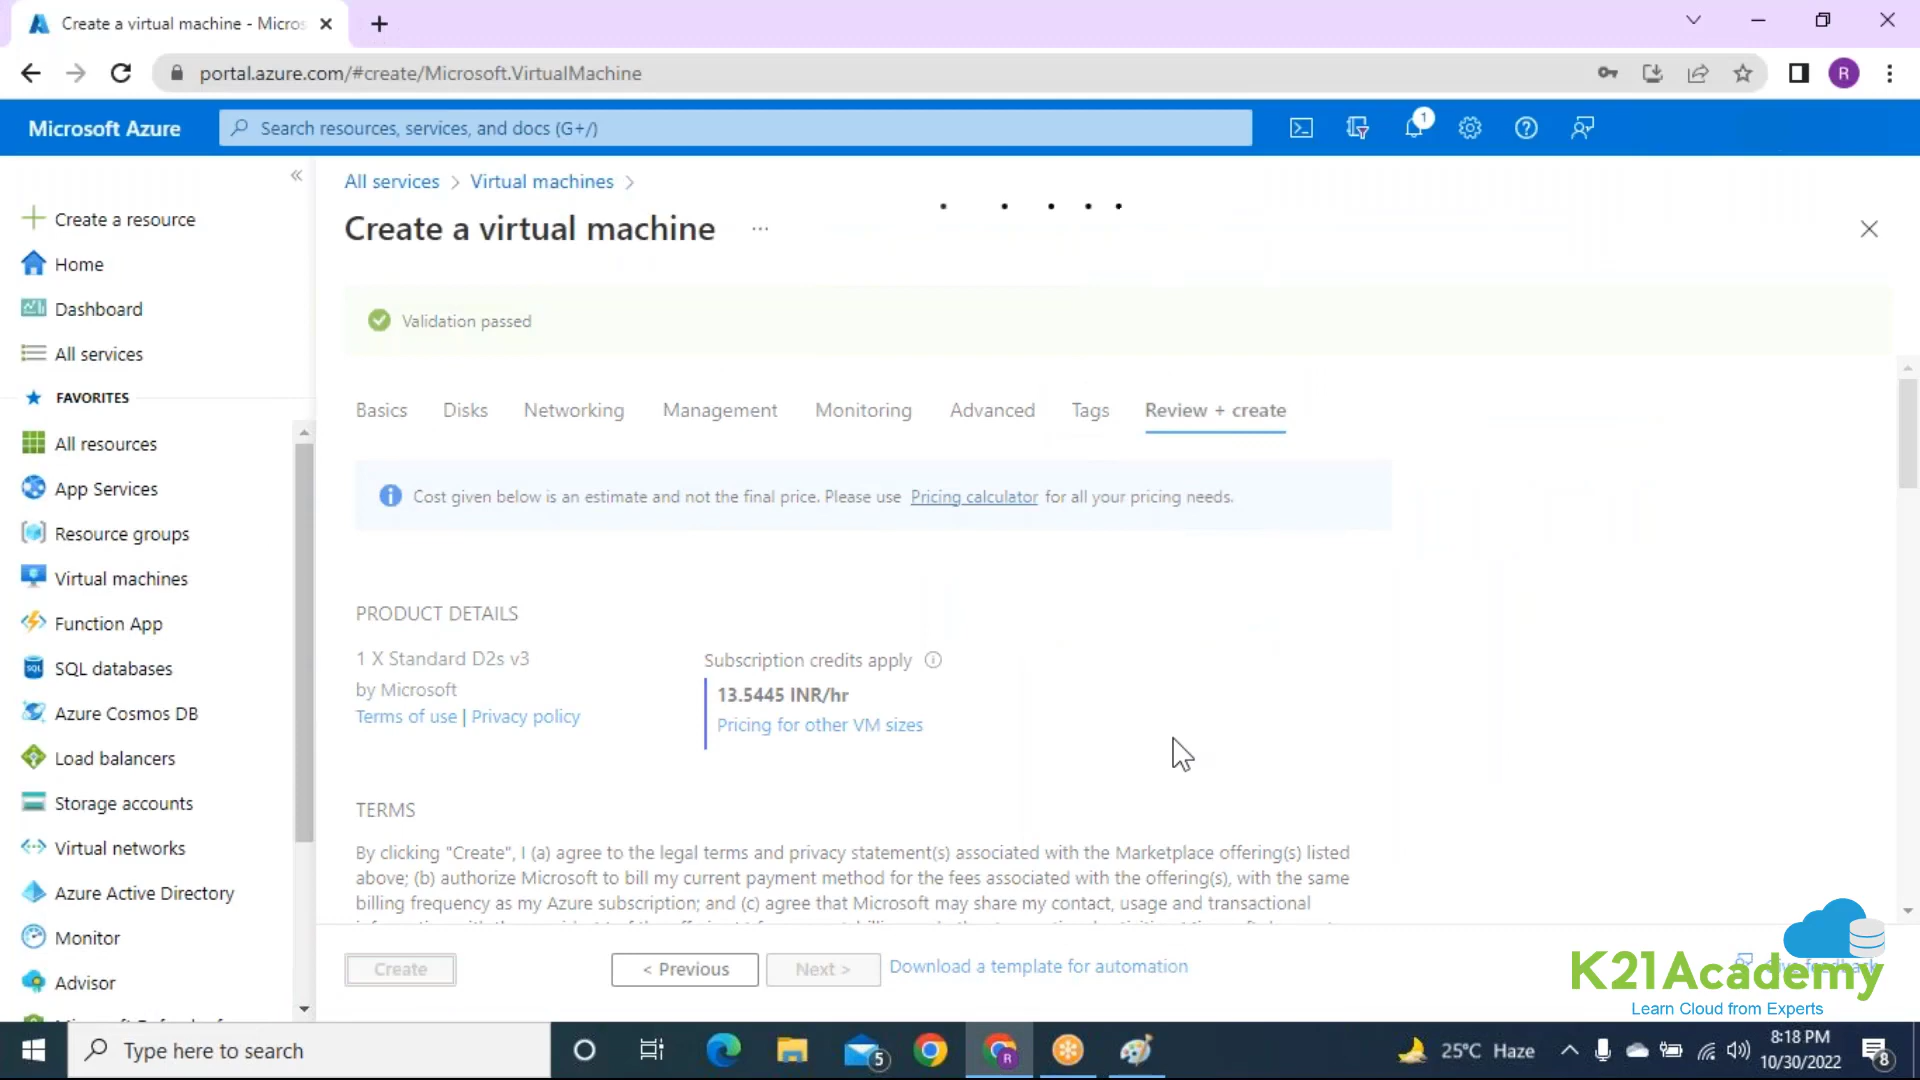 Create a virtual machine - Micros
portal.azure.com/#create/Microsoft.VirtualMachine
R
Microsoft Azure
Search resources, services, and docs (G+/)
1
All services > Virtual machines >
Create a virtual machine ...
Create a resource
Home
Dashboard
All services
FAVORITES
All resources
App Services
Resource groups
Virtual machines
Function App
SQL databases
Azure Cosmos DB
Load balancers
Storage accounts
Virtual networks
Azure Active Directory
Monitor
Advisor
Validation passed
Basics Disks Networking Management Monitoring Advanced Tags Review + create
Cost given below is an estimate and not the final price. Please use Pricing calculator for all your pricing needs.
PRODUCT DETAILS
1 X Standard D2s v3
by Microsoft
Terms of use | Privacy policy
Subscription credits apply
13.5445 INR/hr
Pricing for other VM sizes
TERMS
By clicking "Create", I (a) agree to the legal terms and privacy statement(s) associated with the Marketplace offering(s) listed
above; (b) authorize Microsoft to bill my current payment method for the fees associated with the offering(s), with the same
billing frequency as my Azure subscription; and (c) agree that Microsoft may share my contact, usage and transactional
Create
< Previous
Next >
Download a template for automation
K21Academy
Learn Cloud from Experts
Type here to search
5
R
25°C Haze
8:18 PM
10/30/2022
8